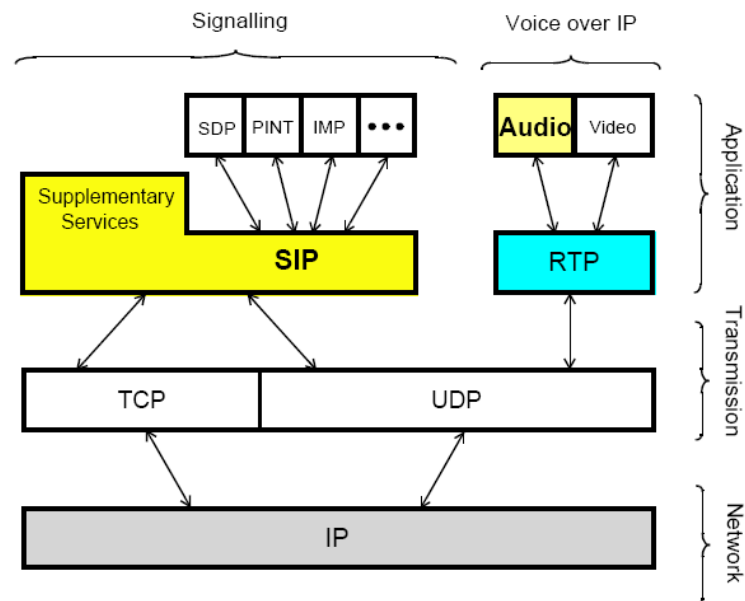 Signalling
Voice over IP
SDP PINT IMP •••
Audio Video
Application
Supplementary
Services
SIP
RTP
Transmission
TCP UDP
Network
IP